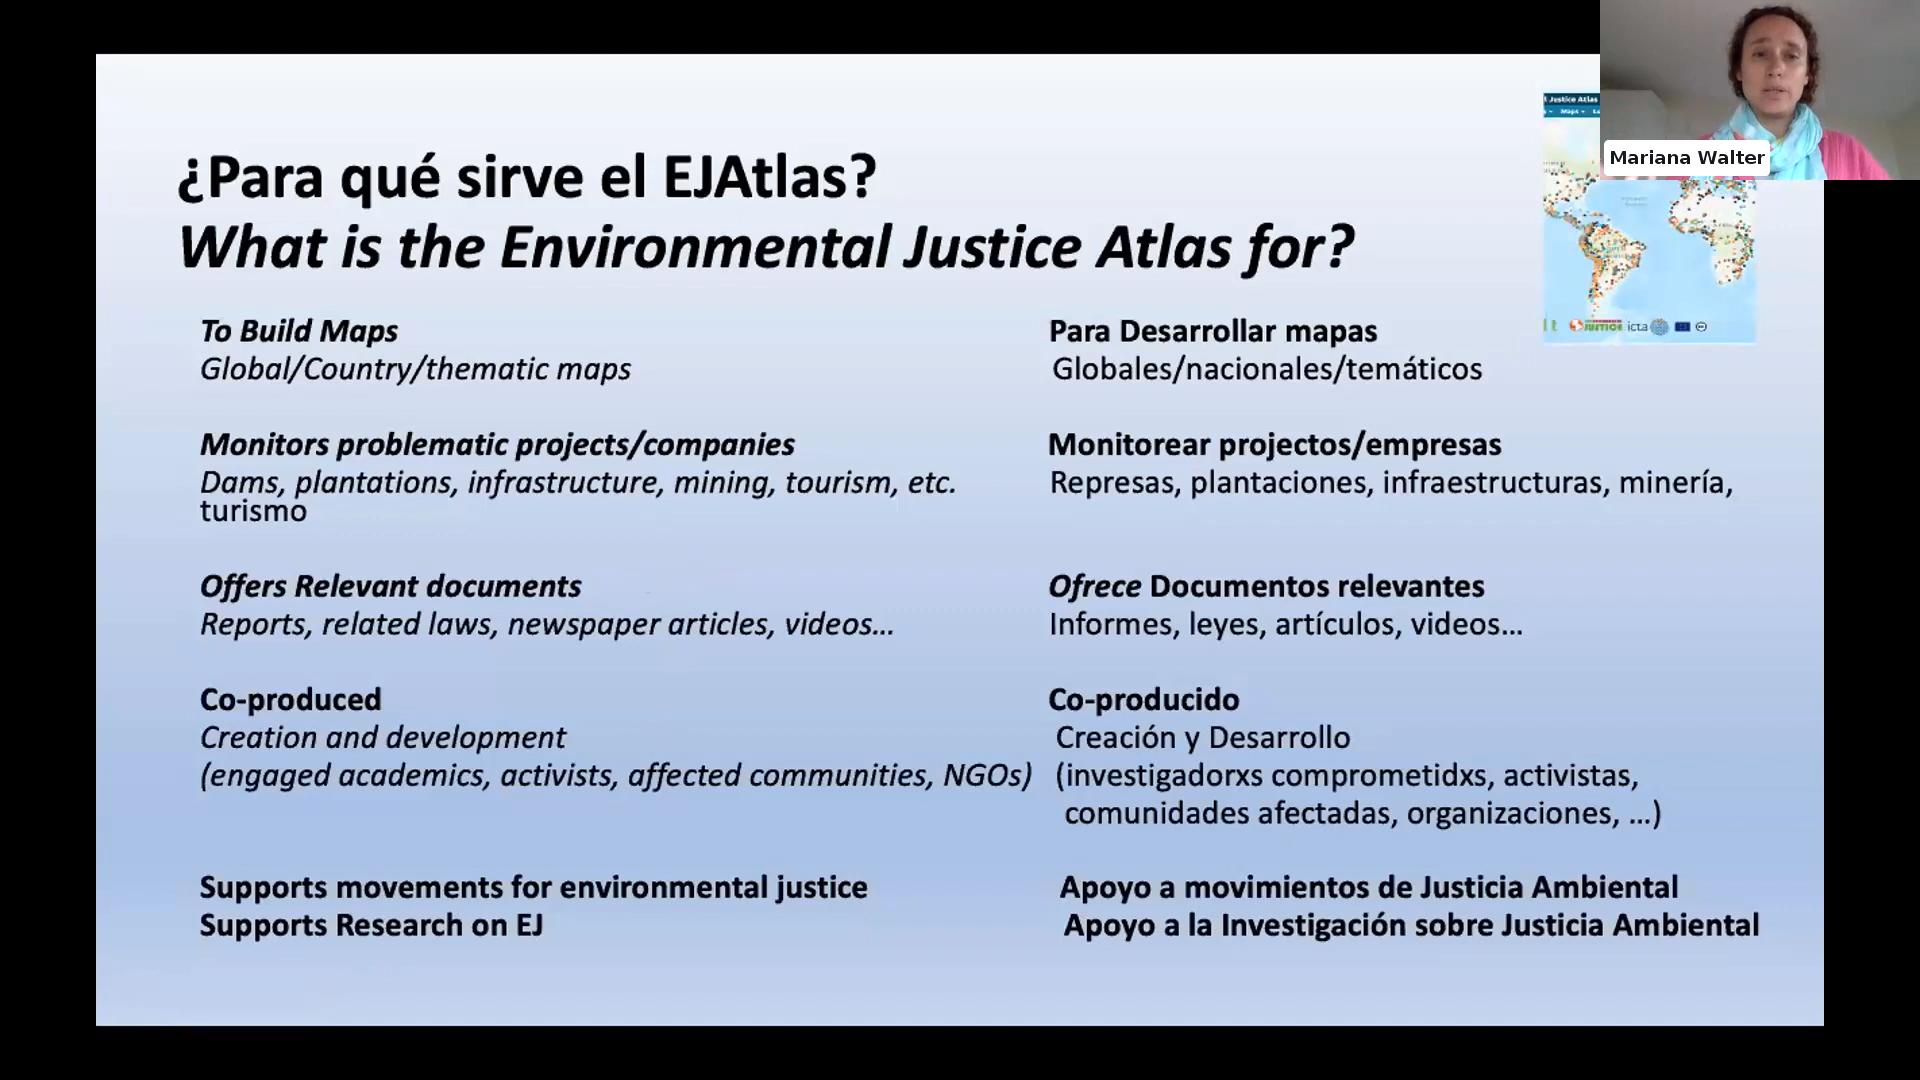 ¿Para qué sirve el EJAtlas?
What is the Environmental Justice Atlas for?
To Build Maps
Global/Country/thematic maps
Monitors problematic projects/companies
Dams, plantations, infrastructure, mining, tourism, etc.
turismo
Offers Relevant documents
Reports, related laws, newspaper articles, videos...
Co-produced
Creation and development
(engaged academics, activists, affected communities, NGOs)
Supports movements for environmental justice
Supports Research on EJ
Para Desarrollar mapas
Globales/nacionales/temáticos
Monitorear projectos/empresas
Represas, plantaciones, infraestructuras, minería,
Ofrece Documentos relevantes
Informes, leyes, artículos, videos...
Co-producido
Creación y Desarrollo
(investigadorxs comprometidxs, activistas,
comunidades afectadas, organizaciones, ...)
Apoyo a movimientos de Justicia Ambiental
Apoyo a la Investigación sobre Justicia Ambiental
Justice Atlas
Maps
JUSTICE icta
Mariana Walter